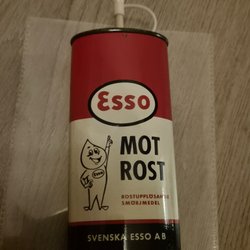 Esso
MOT
ROST
ROSTUPPLÖSANDE
SMÖRJMEDEL
SVENSKA ESSO AB